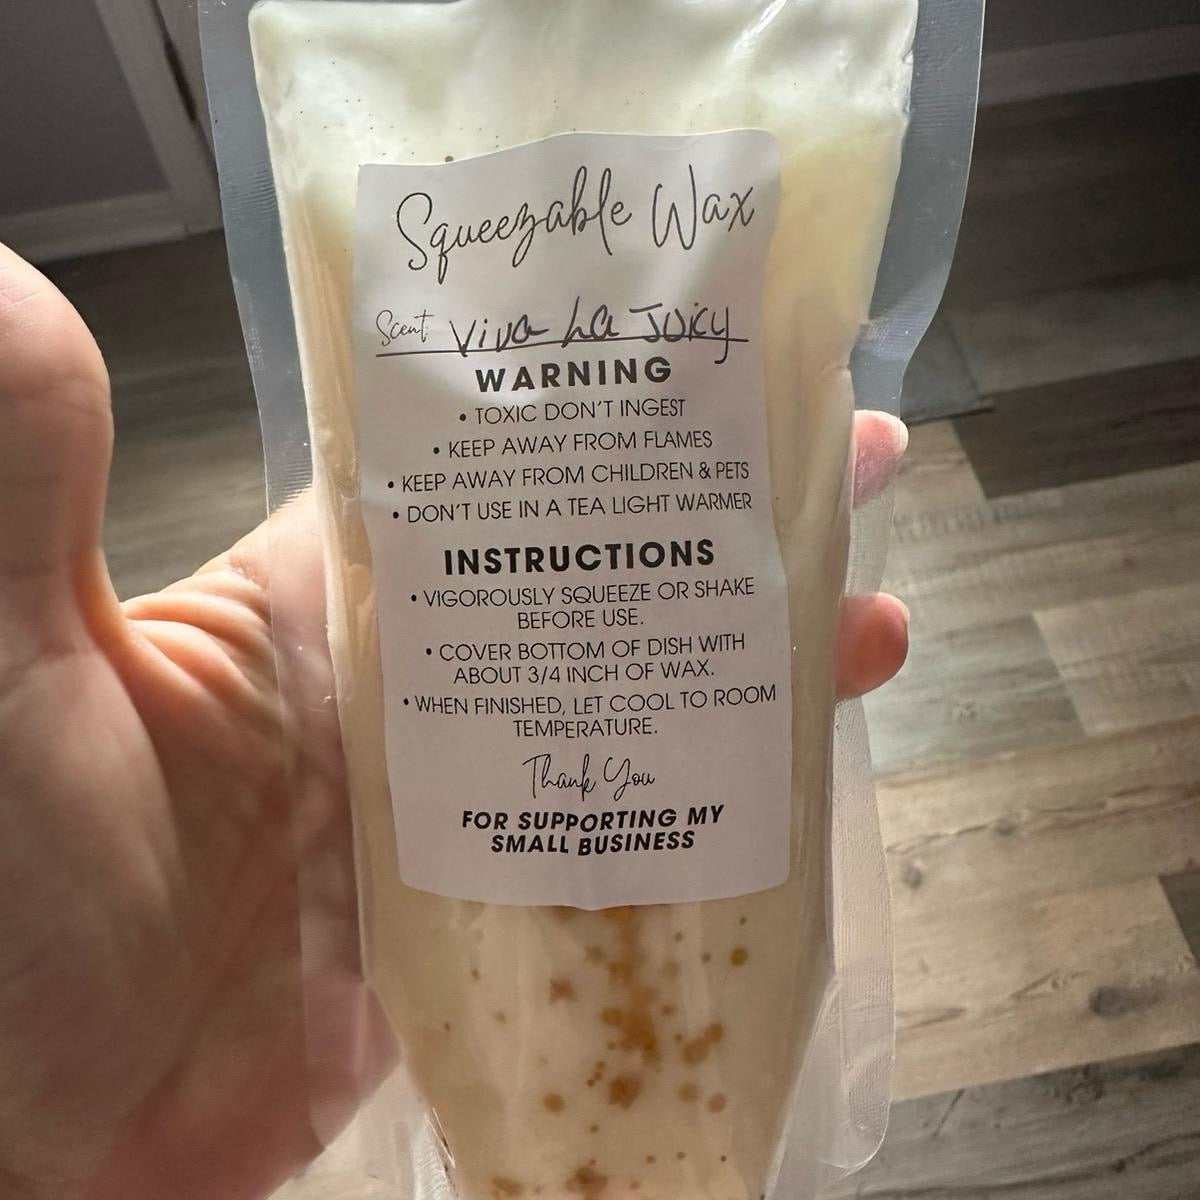 Squeezable Wax
Scent Viva La Juicy
WARNING
• TOXIC DON'T INGEST
• KEEP AWAY FROM FLAMES
• KEEP AWAY FROM CHILDREN & PETS
• DON'T USE IN A TEA LIGHT WARMER
INSTRUCTIONS
• VIGOROUSLY SQUEEZE OR SHAKE
BEFORE USE.
• COVER BOTTOM OF DISH WITH
ABOUT 3/4 INCH OF WAX.
• WHEN FINISHED, LET COOL TO ROOM
TEMPERATURE.
Thank You
FOR SUPPORTING MY
SMALL BUSINESS